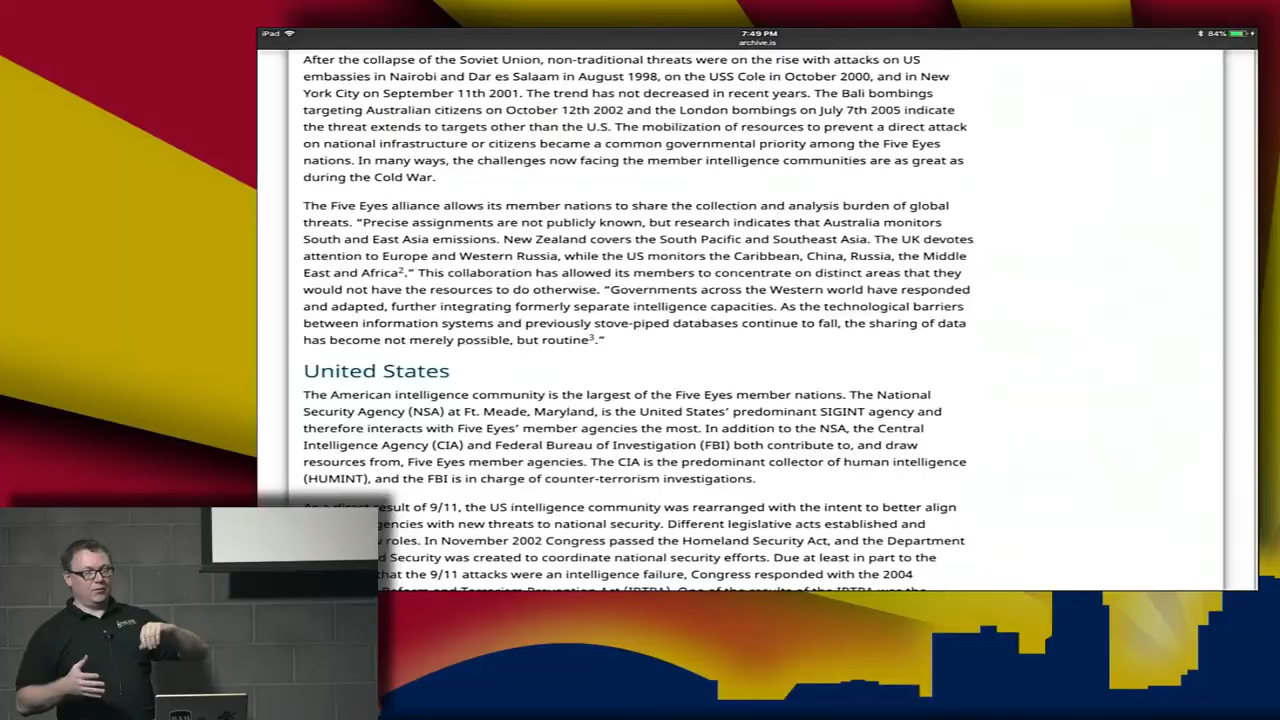 iPad
7:49 PM
84%
archive.is
After the collapse of the Soviet Union, non-traditional threats were on the rise with attacks on US
embassies in Nairobi and Dar es Salaam in August 1998, on the USS Cole in October 2000, and in New
York City on September 11th 2001. The trend has not decreased in recent years. The Bali bombings
targeting Australian citizens on October 12th 2002 and the London bombings on July 7th 2005 indicate
the threat extends to targets other than the U.S. The mobilization of resources to prevent a direct attack
on national infrastructure or citizens became a common governmental priority among the Five Eyes
nations. In many ways, the challenges now facing the member intelligence communities are as great as
during the Cold War.
The Five Eyes alliance allows its member nations to share the collection and analysis burden of global
threats. “Precise assignments are not publicly known, but research indicates that Australia monitors
South and East Asia emissions. New Zealand covers the South Pacific and Southeast Asia. The UK devotes
attention to Europe and Western Russia, while the US monitors the Caribbean, China, Russia, the Middle
East and Africa².” This collaboration has allowed its members to concentrate on distinct areas that they
would not have the resources to do otherwise. “Governments across the Western world have responded
and adapted, further integrating formerly separate intelligence capacities. As the technological barriers
between information systems and previously stove-piped databases continue to fall, the sharing of data
has become not merely possible, but routine³.”
United States
The American intelligence community is the largest of the Five Eyes member nations. The National
Security Agency (NSA) at Ft. Meade, Maryland, is the United States’ predominant SIGINT agency and
therefore interacts with Five Eyes’ member agencies the most. In addition to the NSA, the Central
Intelligence Agency (CIA) and Federal Bureau of Investigation (FBI) both contribute to, and draw
resources from, Five Eyes member agencies. The CIA is the predominant collector of human intelligence
(HUMINT), and the FBI is in charge of counter-terrorism investigations.
As a direct result of 9/11, the US intelligence community was rearranged with the intent to better align
encies with new threats to national security. Different legislative acts established and
roles. In November 2002 Congress passed the Homeland Security Act, and the Department
d Security was created to coordinate national security efforts. Due at least in part to the
that the 9/11 attacks were an intelligence failure, Congress responded with the 2004
Reform and Terrorism Prevention Act (IRTPA). One of the results of the IRTPA was the